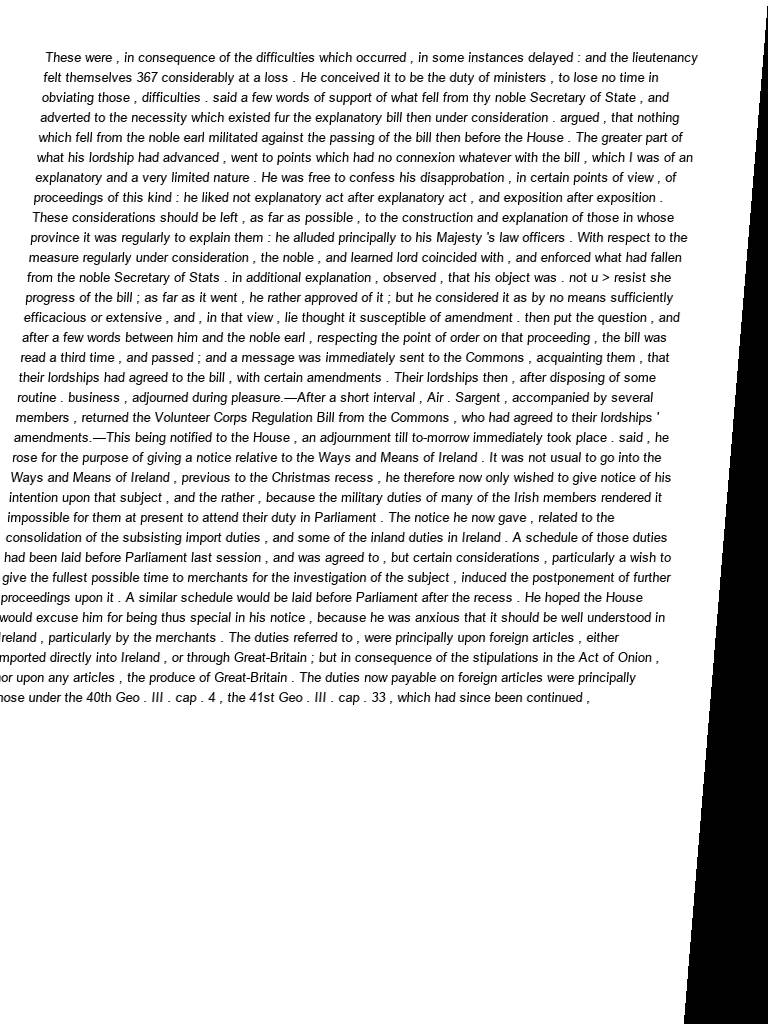 These were , in consequence of the difficulties which occurred , in some instances delayed : and the lieutenancy
felt themselves 367 considerably at a loss . He conceived it to be the duty of ministers , to lose no time in
obviating those , difficulties . said a few words of support of what fell from thy noble Secretary of State , and
adverted to the necessity which existed fur the explanatory bill then under consideration . argued , that nothing
which fell from the noble earl militated against the passing of the bill then before the House . The greater part of
what his lordship had advanced , went to points which had no connexion whatever with the bill , which I was of an
explanatory and a very limited nature . He was free to confess his disapprobation , in certain points of view , of
proceedings of this kind : he liked not explanatory act after explanatory act , and exposition after exposition .
These considerations should be left , as far as possible , to the construction and explanation of those in whose
province it was regularly to explain them : he alluded principally to his Majesty 's law officers . With respect to the
measure regularly under consideration , the noble , and learned lord coincided with , and enforced what had fallen
from the noble Secretary of Stats . in additional explanation , observed , that his object was . not u > resist she
progress of the bill ; as far as it went , he rather approved of it ; but he considered it as by no means sufficiently
efficacious or extensive , and , in that view , lie thought it susceptible of amendment . then put the question , and
after a few words between him and the noble earl , respecting the point of order on that proceeding , the bill was
read a third time , and passed ; and a message was immediately sent to the Commons , acquainting them , that
their lordships had agreed to the bill , with certain amendments . Their lordships then , after disposing of some
routine . business , adjourned during pleasure.—After a short interval , Air . Sargent , accompanied by several
members , returned the Volunteer Corps Regulation Bill from the Commons , who had agreed to their lordships '
amendments.—This being notified to the House , an adjournment till to-morrow immediately took place . said , he
rose for the purpose of giving a notice relative to the Ways and Means of Ireland . It was not usual to go into the
Ways and Means of Ireland , previous to the Christmas recess , he therefore now only wished to give notice of his
intention upon that subject , and the rather , because the military duties of many of the Irish members rendered it
impossible for them at present to attend their duty in Parliament . The notice he now gave , related to the
consolidation of the subsisting import duties , and some of the inland duties in Ireland . A schedule of those duties
had been laid before Parliament last session , and was agreed to , but certain considerations , particularly a wish to
give the fullest possible time to merchants for the investigation of the subject , induced the postponement of further
proceedings upon it . A similar schedule would be laid before Parliament after the recess . He hoped the House
would excuse him for being thus special in his notice , because he was anxious that it should be well understood in
Ireland , particularly by the merchants . The duties referred to , were principally upon foreign articles , either
mported directly into Ireland , or through Great-Britain ; but in consequence of the stipulations in the Act of Onion ,
or upon any articles , the produce of Great-Britain . The duties now payable on foreign articles were principally
hose under the 40th Geo . III . cap . 4 , the 41st Geo . III . cap . 33 , which had since been continued ,